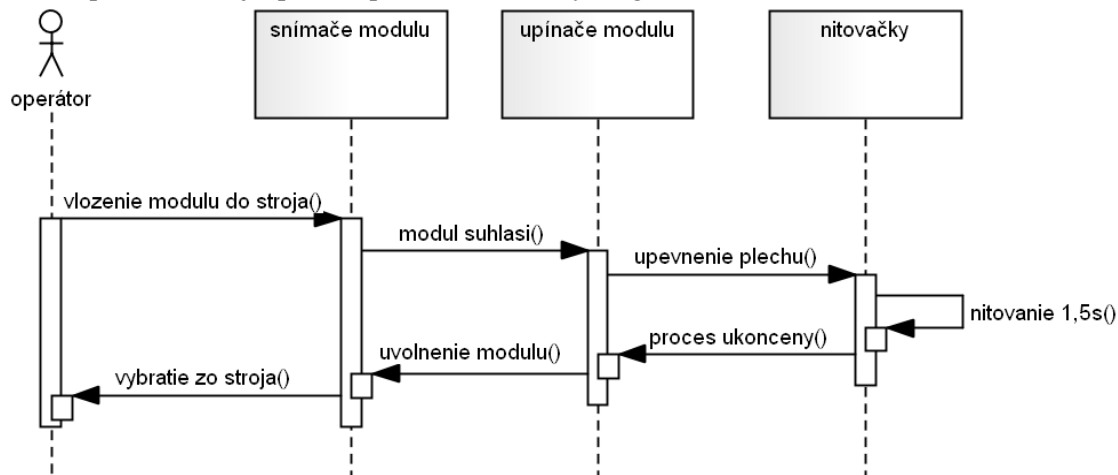 snímače modulu
upínače modulu
nitovačky
operátor
vlozenie modulu do stroja()
modul suhlasi()
upevnenie plechu()
nitovanie 1,5s()
proces ukonceny()
uvolnenie modulu()
vybratie zo stroja()